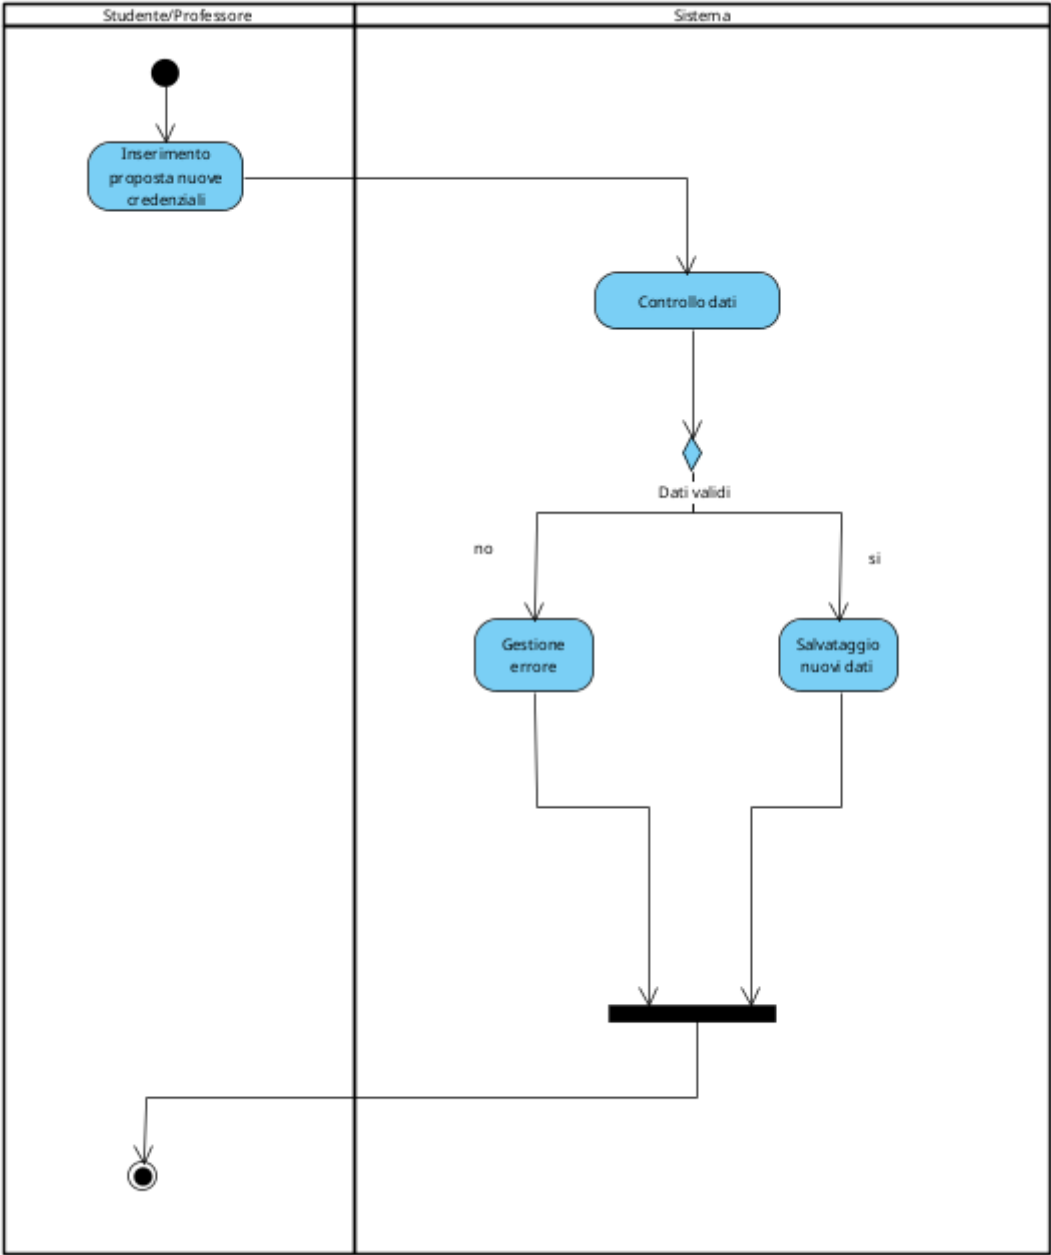 Studente/Professore
Sistema
Inserimento
proposta nuove
credenziali
Controllo dati
Dati validi
no
si
Gestione
errore
Salvataggio
nuovi dati